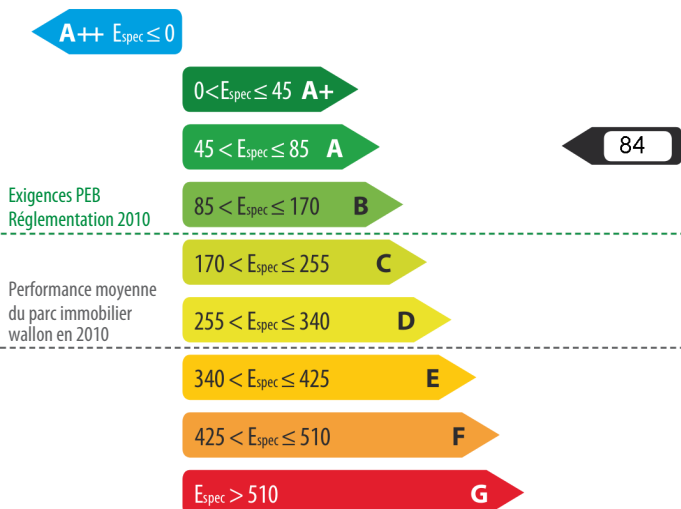 A++ Espec ≤ 0
0<Espec ≤ 45 A+
45 < Espec ≤ 85 A
84
Exigences PEB
Réglementation 2010
85 < Espec ≤ 170 B
170 < Espec ≤ 255 C
Performance moyenne
du parc immobilier
wallon en 2010
255 < Espec ≤ 340 D
340 < Espec ≤ 425 E
425 < Espec ≤ 510 F
Espec > 510 G